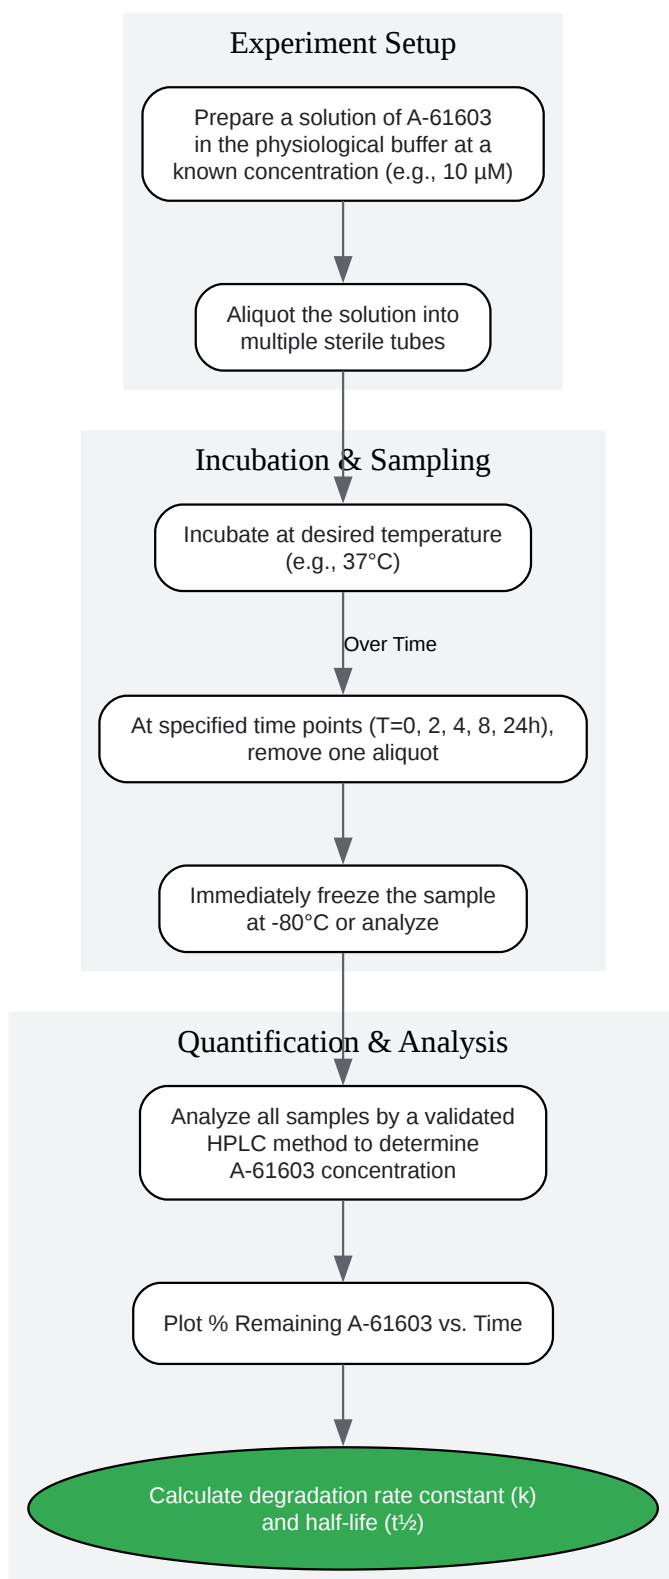 Experiment Setup
Prepare a solution of A-61603
in the physiological buffer at a
known concentration (e.g., 10 µM)
Aliquot the solution into
multiple sterile tubes
Incubation & Sampling
Incubate at desired temperature
(e.g., 37°C)
Over Time
At specified time points (T=0, 2, 4, 8, 24h),
remove one aliquot
Immediately freeze the sample
at -80°C or analyze
Quantification & Analysis
Analyze all samples by a validated
HPLC method to determine
A-61603 concentration
Plot % Remaining A-61603 vs. Time
Calculate degradation rate constant (k)
and half-life (t½)